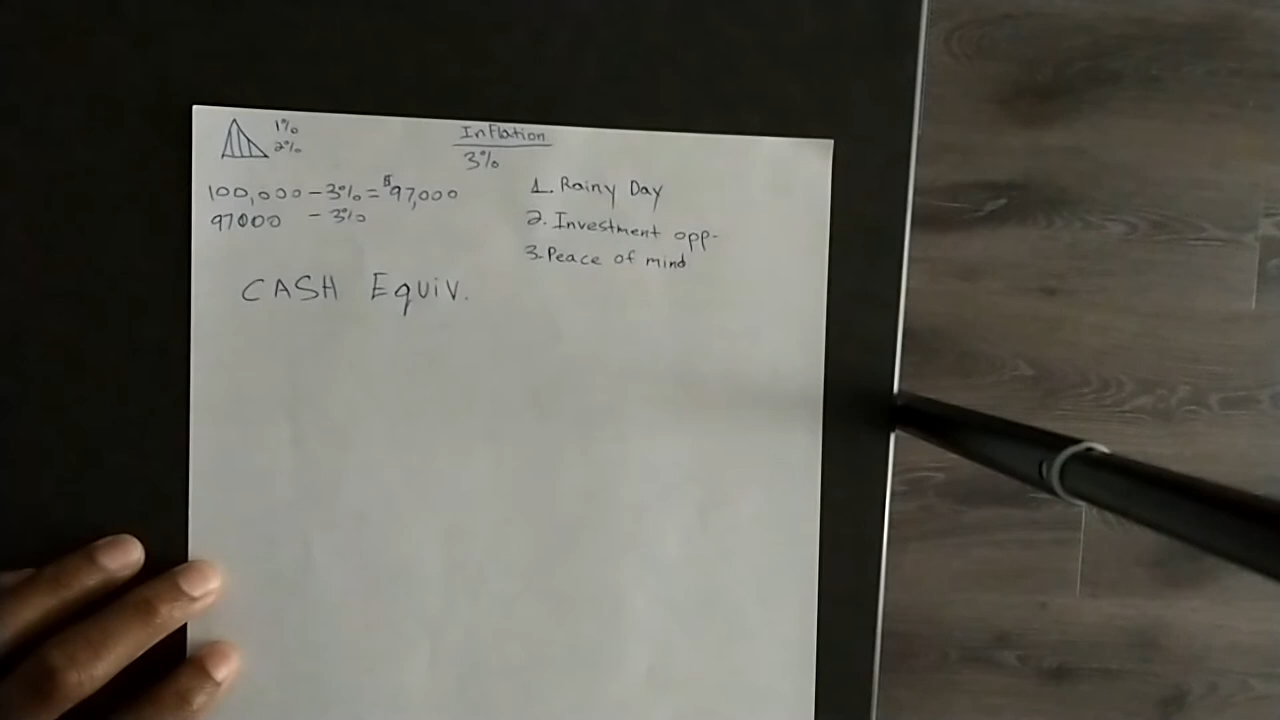 1%
2%
Inflation
3%
100,000 - 3% = $97,000
97000 - 3%
1. Rainy Day
2. Investment opp-
3. Peace of mind
CASH Equiv.